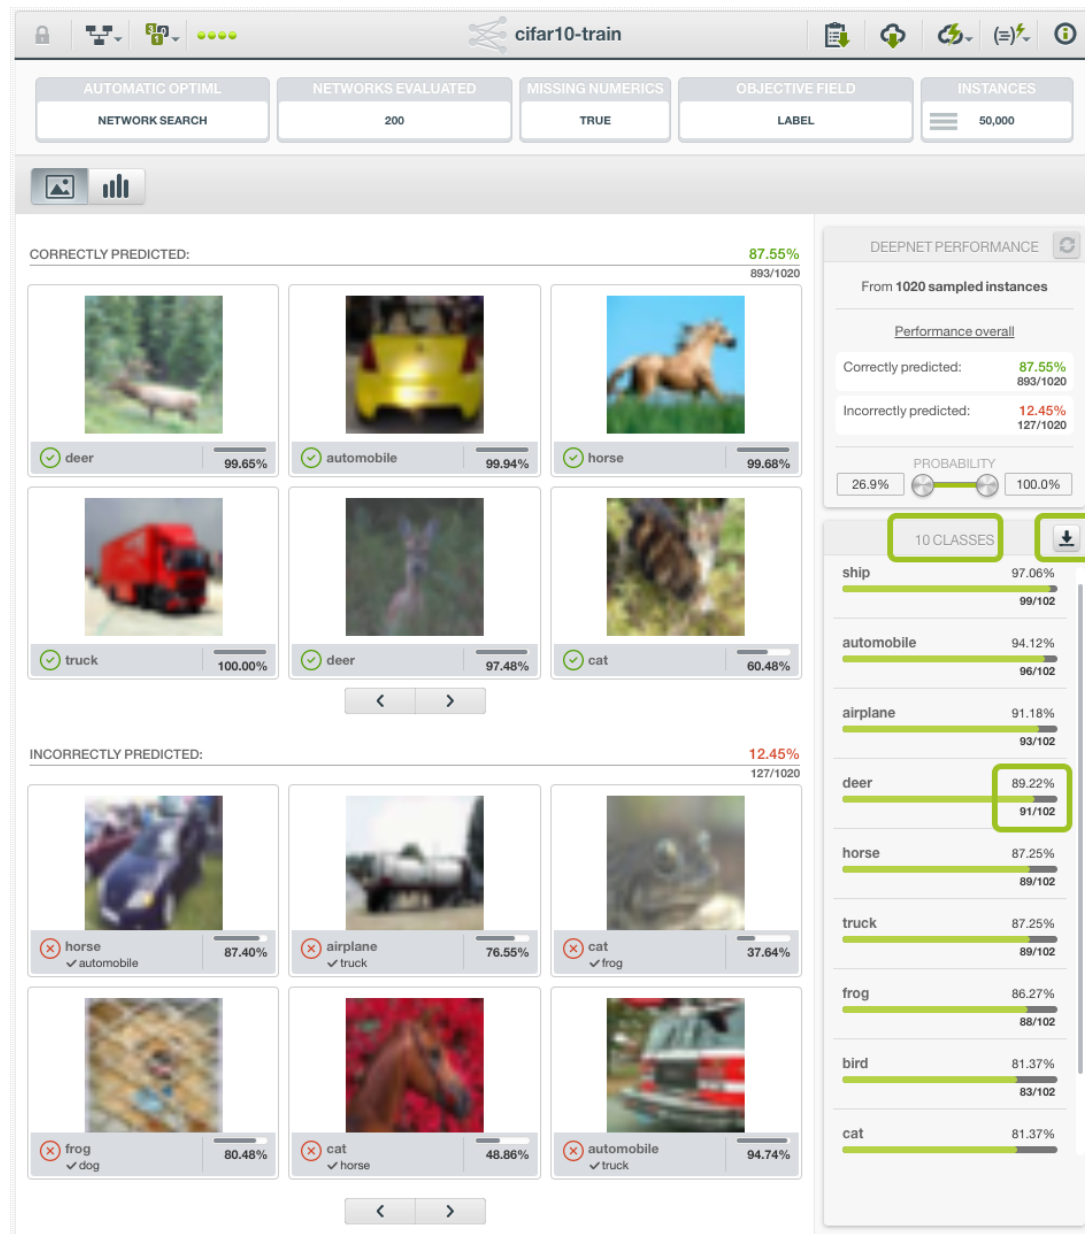 cifar10-train
AUTOMATIC OPTIML
NETWORKS EVALUATED
MISSING NUMERICS
OBJECTIVE FIELD
INSTANCES
NETWORK SEARCH
200
TRUE
LABEL
50,000
CORRECTLY PREDICTED:
87.55%
893/1020
deer
99.65%
automobile
99.94%
horse
99.68%
truck
100.00%
deer
97.48%
cat
60.48%
INCORRECTLY PREDICTED:
12.45%
127/1020
horse
automobile
87.40%
airplane
truck
76.55%
cat
frog
37.64%
frog
dog
80.48%
cat
horse
48.86%
automobile
truck
94.74%
DEEPNET PERFORMANCE
From 1020 sampled instances
Performance overall
Correctly predicted:
87.55%
893/1020
Incorrectly predicted:
12.45%
127/1020
PROBABILITY
26.9%
100.0%
10 CLASSES
ship
97.06%
99/102
automobile
94.12%
96/102
airplane
91.18%
93/102
deer
89.22%
91/102
horse
87.25%
89/102
truck
87.25%
89/102
frog
86.27%
88/102
bird
81.37%
83/102
cat
81.37%